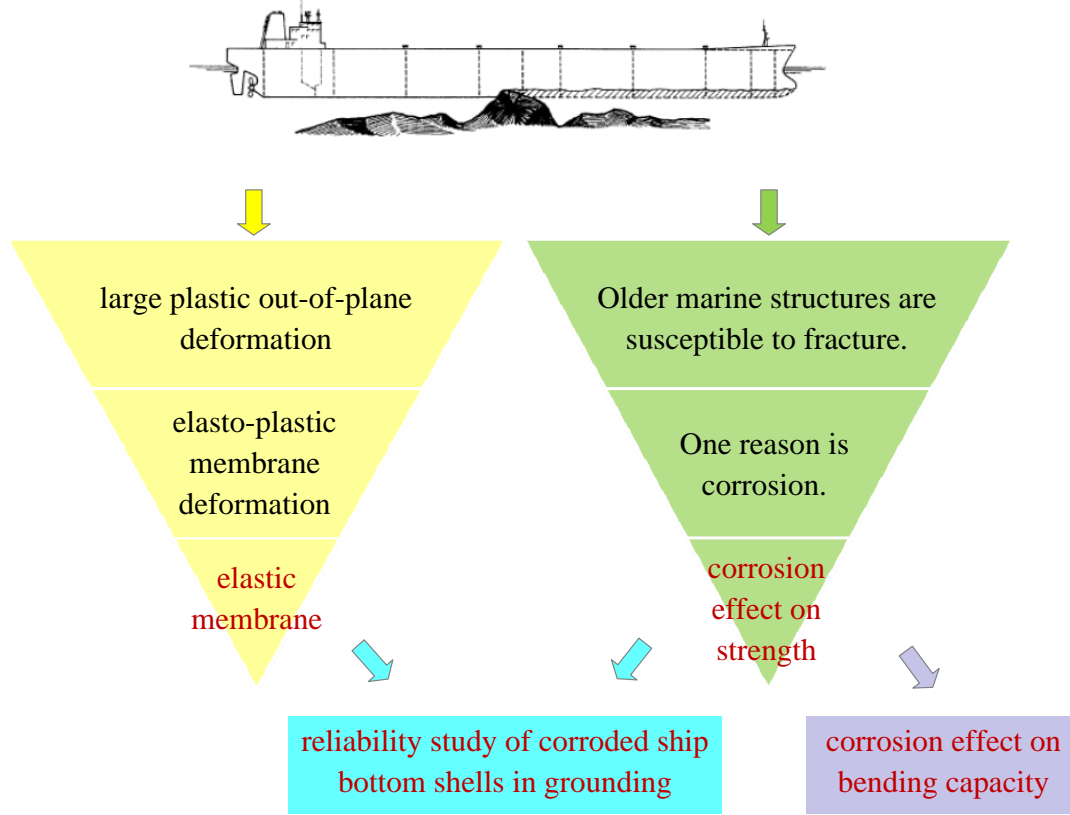 large plastic out-of-plane
deformation
elasto-plastic
membrane
deformation
elastic
membrane
Older marine structures are
susceptible to fracture.
One reason is
corrosion.
corrosion
effect on
strength
reliability study of corroded ship
bottom shells in grounding
corrosion effect on
bending capacity